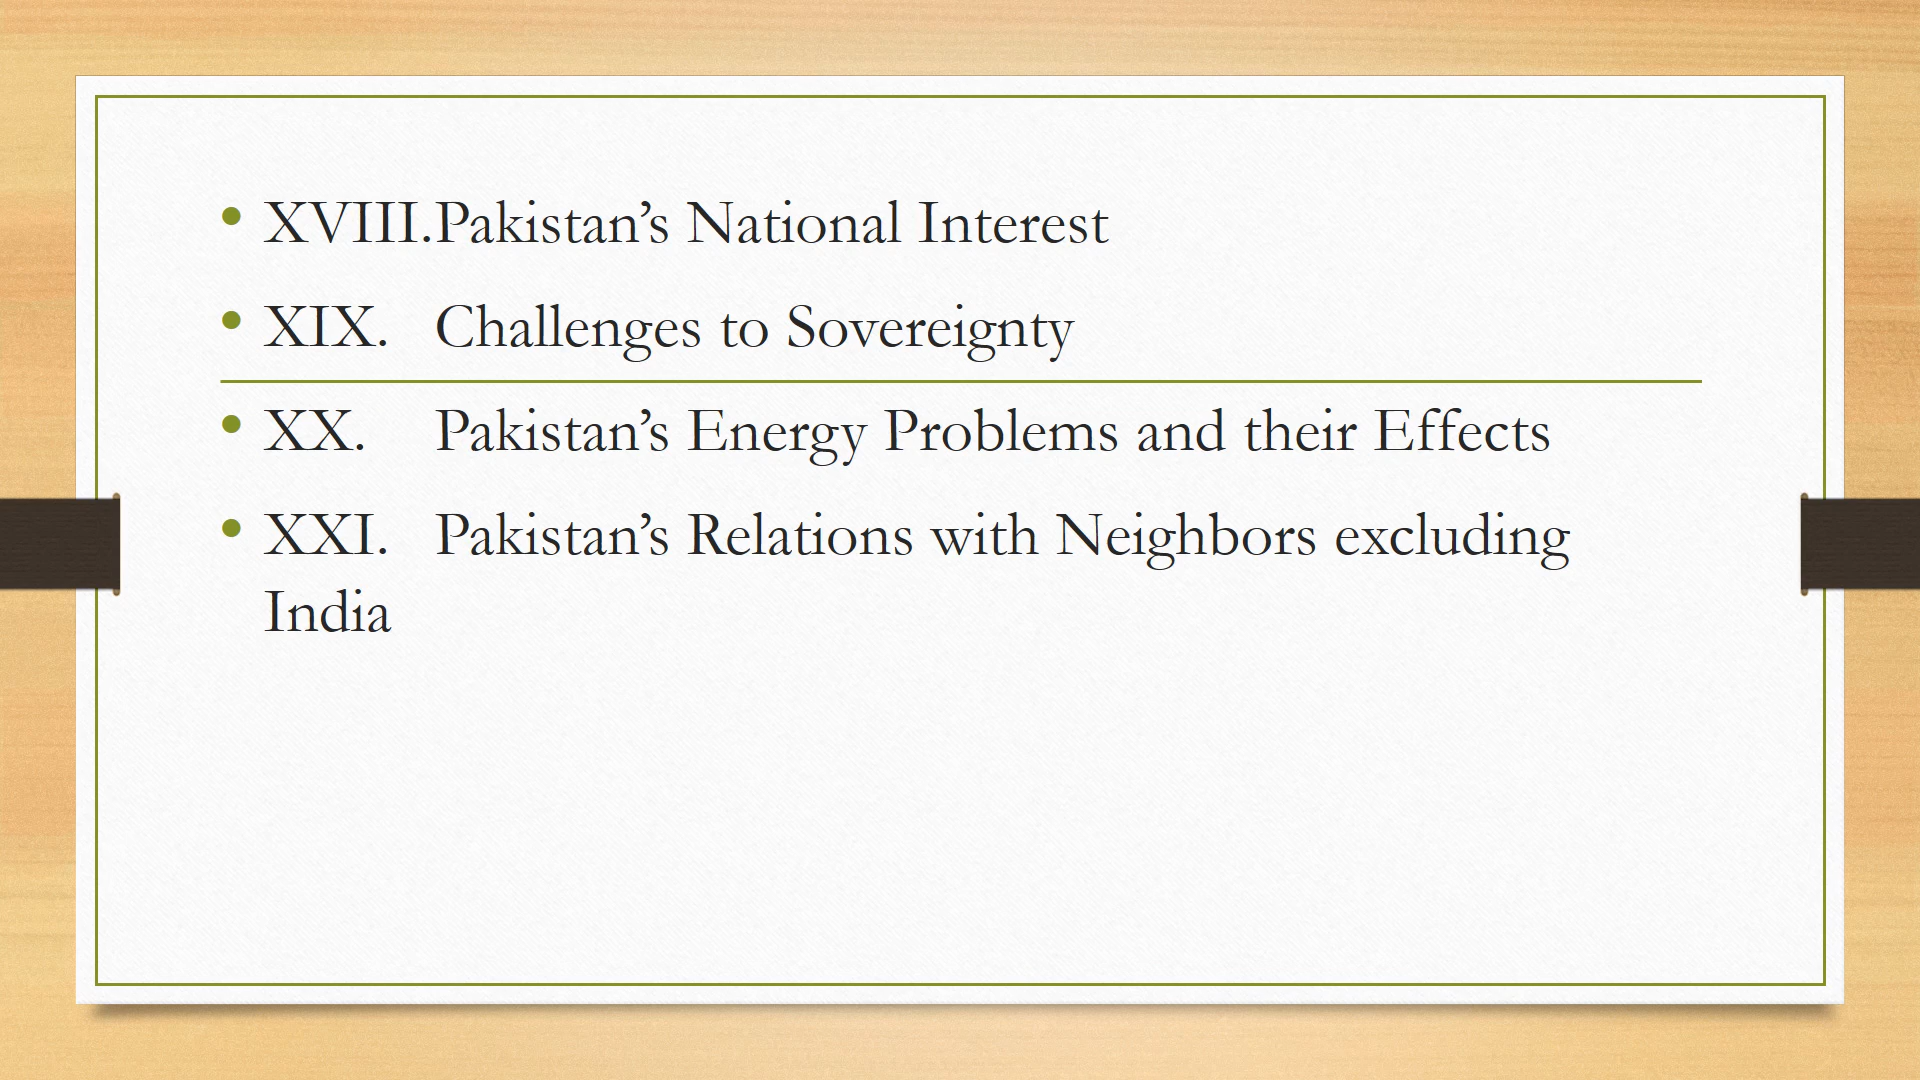 • XVIII.Pakistan’s National Interest
• XIX. Challenges to Sovereignty
• XX. Pakistan’s Energy Problems and their Effects
• XXI. Pakistan’s Relations with Neighbors excluding
India